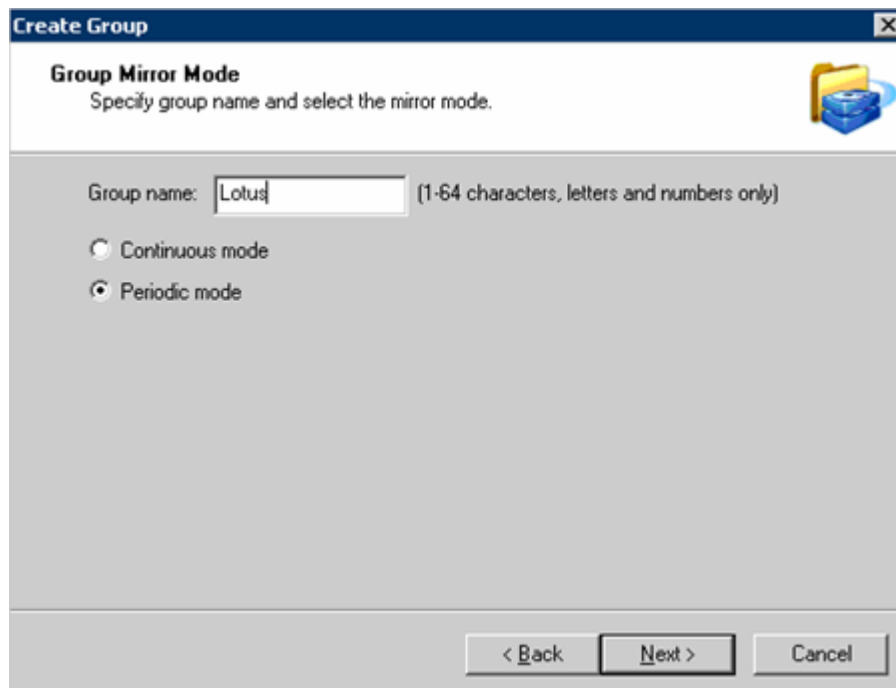 Create Group
Group Mirror Mode
Specify group name and select the mirror mode.
Group name: Lotus (1-64 characters, letters and numbers only)
Continuous mode
Periodic mode
< Back Next > Cancel